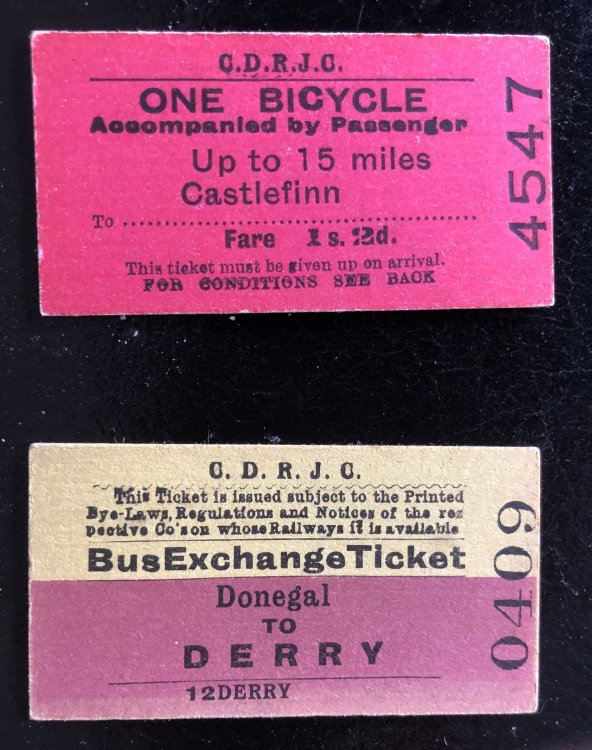 C.D.R.J.C.
ONE BICYCLE
Accompanied by Passenger
Up to 15 miles
Castlefinn
To ........................................................
Fare 1 s. 2d.
This ticket must be given up on arrival.
FOR CONDITIONS SEE BACK
4547
C. D. R. J. C.
This Ticket is issued subject to the Printed
Bye-Laws, Regulations and Notices of the res
pective Co's on whose Railways it is available
BusExchangeTicket
Donegal
TO
DERRY
12DERRY
0409